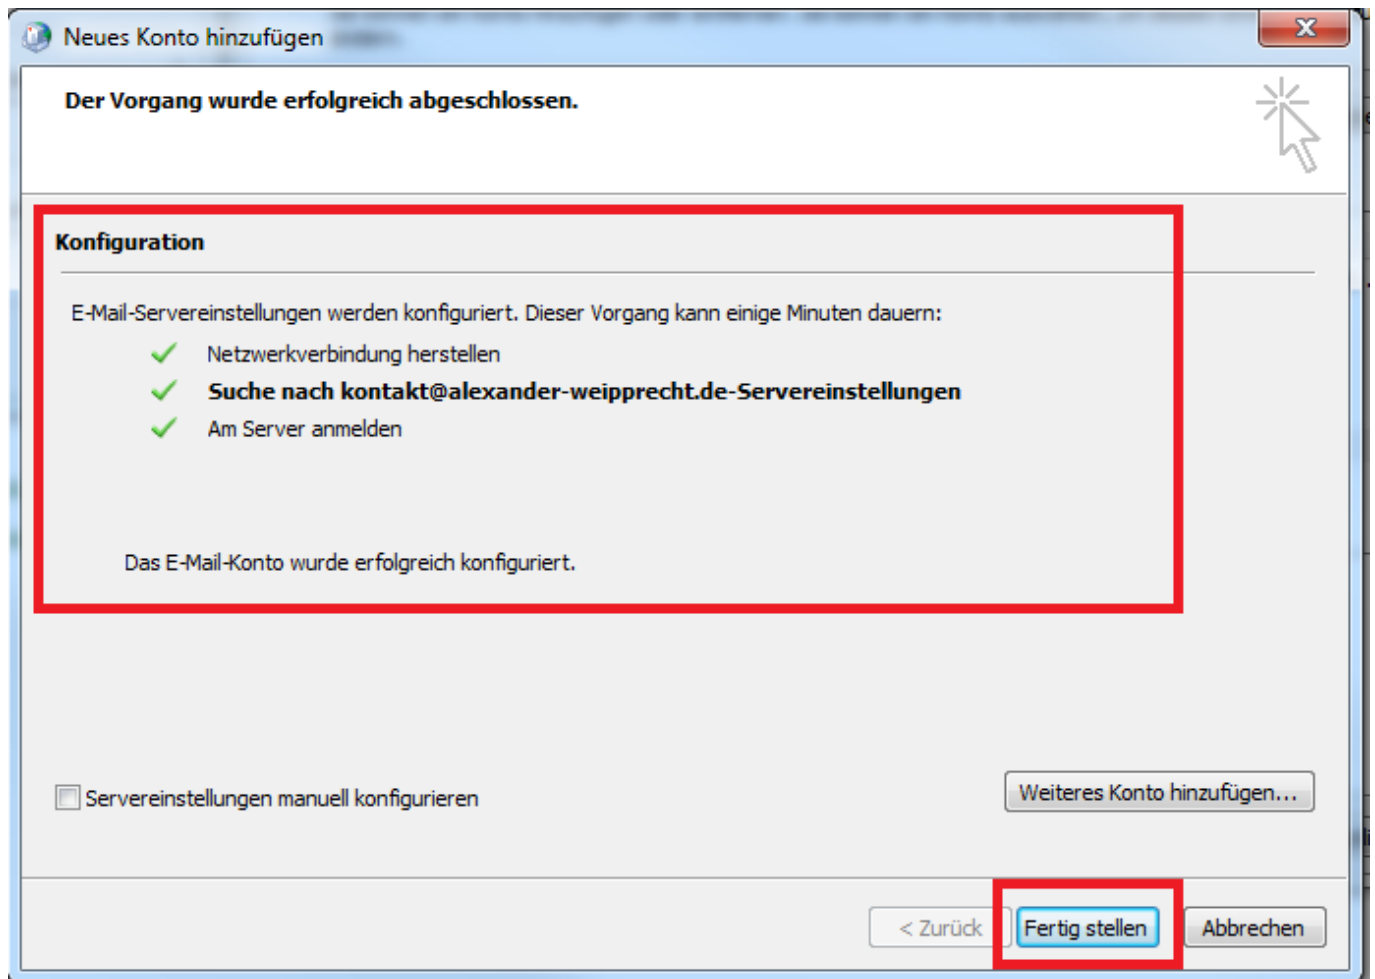 Neues Konto hinzufügen
Der Vorgang wurde erfolgreich abgeschlossen.
Konfiguration
E-Mail-Servereinstellungen werden konfiguriert. Dieser Vorgang kann einige Minuten dauern:
Netzwerkverbindung herstellen
Suche nach kontakt@alexander-weipprecht.de-Servereinstellungen
Am Server anmelden
Das E-Mail-Konto wurde erfolgreich konfiguriert.
Servereinstellungen manuell konfigurieren
Weiteres Konto hinzufügen...
< Zurück
Fertig stellen
Abbrechen